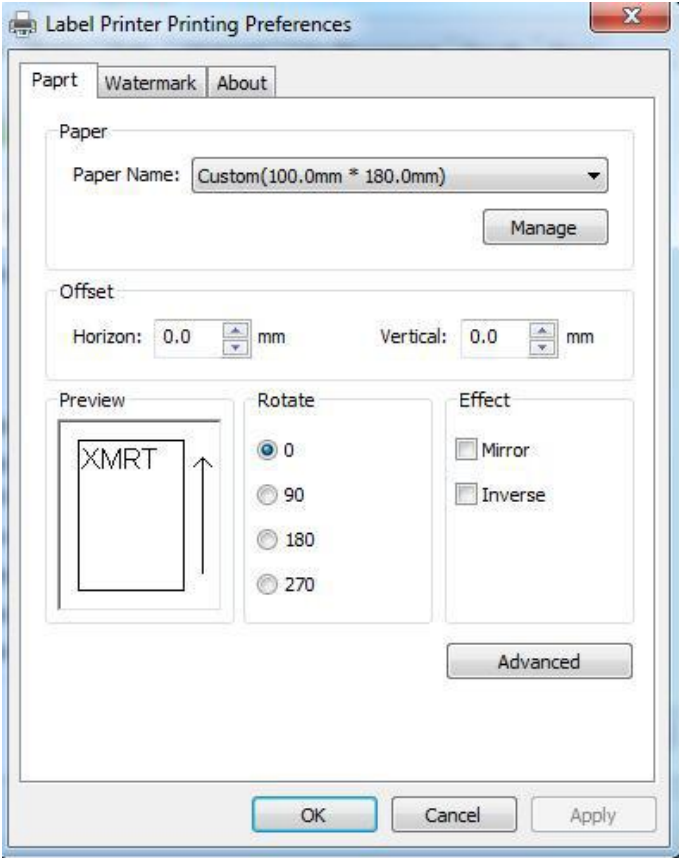 Label Printer Printing Preferences
x
Paprt Watermark About
Paper
Paper Name: Custom(100.0mm * 180.0mm)
Manage
Offset
Horizon: 0.0 mm Vertical: 0.0 mm
Preview Rotate Effect
XMRT
0 Mirror
90 Inverse
180
270
Advanced
OK Cancel Apply